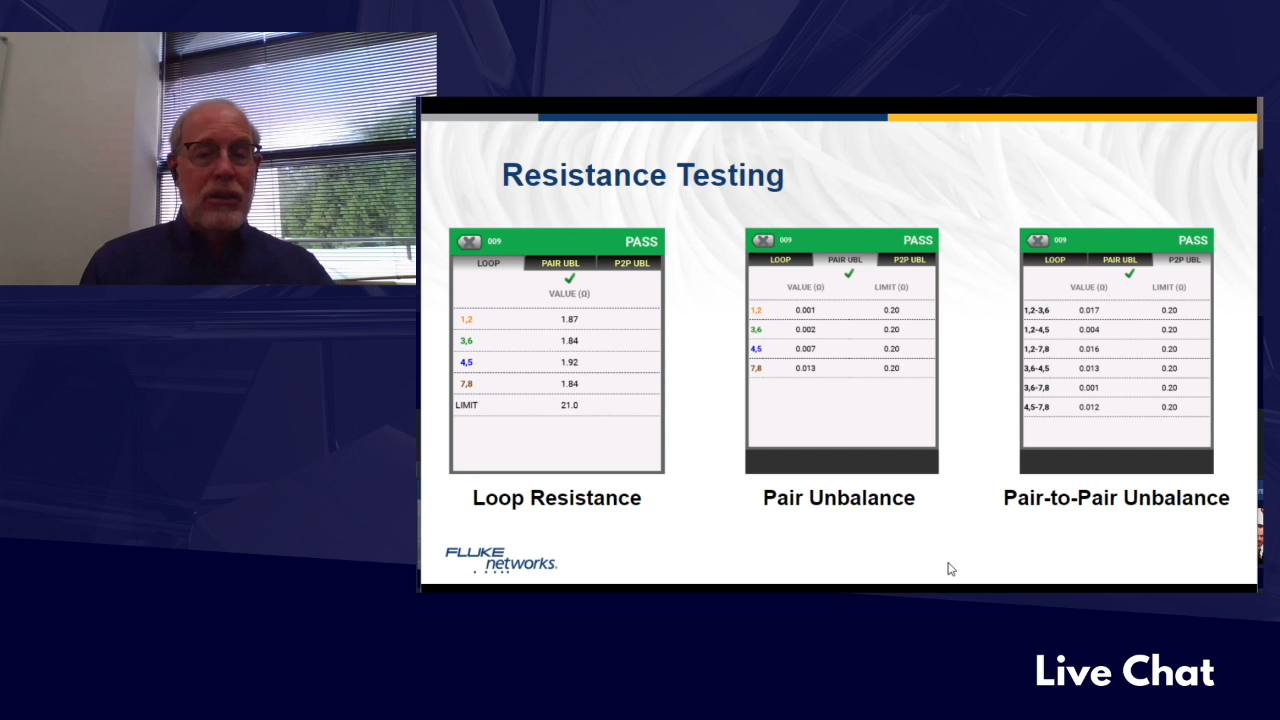 Resistance Testing
009 PASS
LOOP PAIR UBL P2P UBL
VALUE (Ω)
1,2 1.87
3,6 1.84
4,5 1.92
7,8 1.84
LIMIT 21.0
Loop Resistance
009 PASS
LOOP PAIR UBL P2P UBL
VALUE (Ω) LIMIT (Ω)
1,2 0.001 0.20
3,6 0.002 0.20
4,5 0.007 0.20
7,8 0.013 0.20
Pair Unbalance
009 PASS
LOOP PAIR UBL P2P UBL
VALUE (Ω) LIMIT (Ω)
1,2-3,6 0.017 0.20
1,2-4,5 0.004 0.20
1,2-7,8 0.016 0.20
3,6-4,5 0.013 0.20
3,6-7,8 0.001 0.20
4,5-7,8 0.012 0.20
Pair-to-Pair Unbalance
FLUKE
networks.
Live Chat